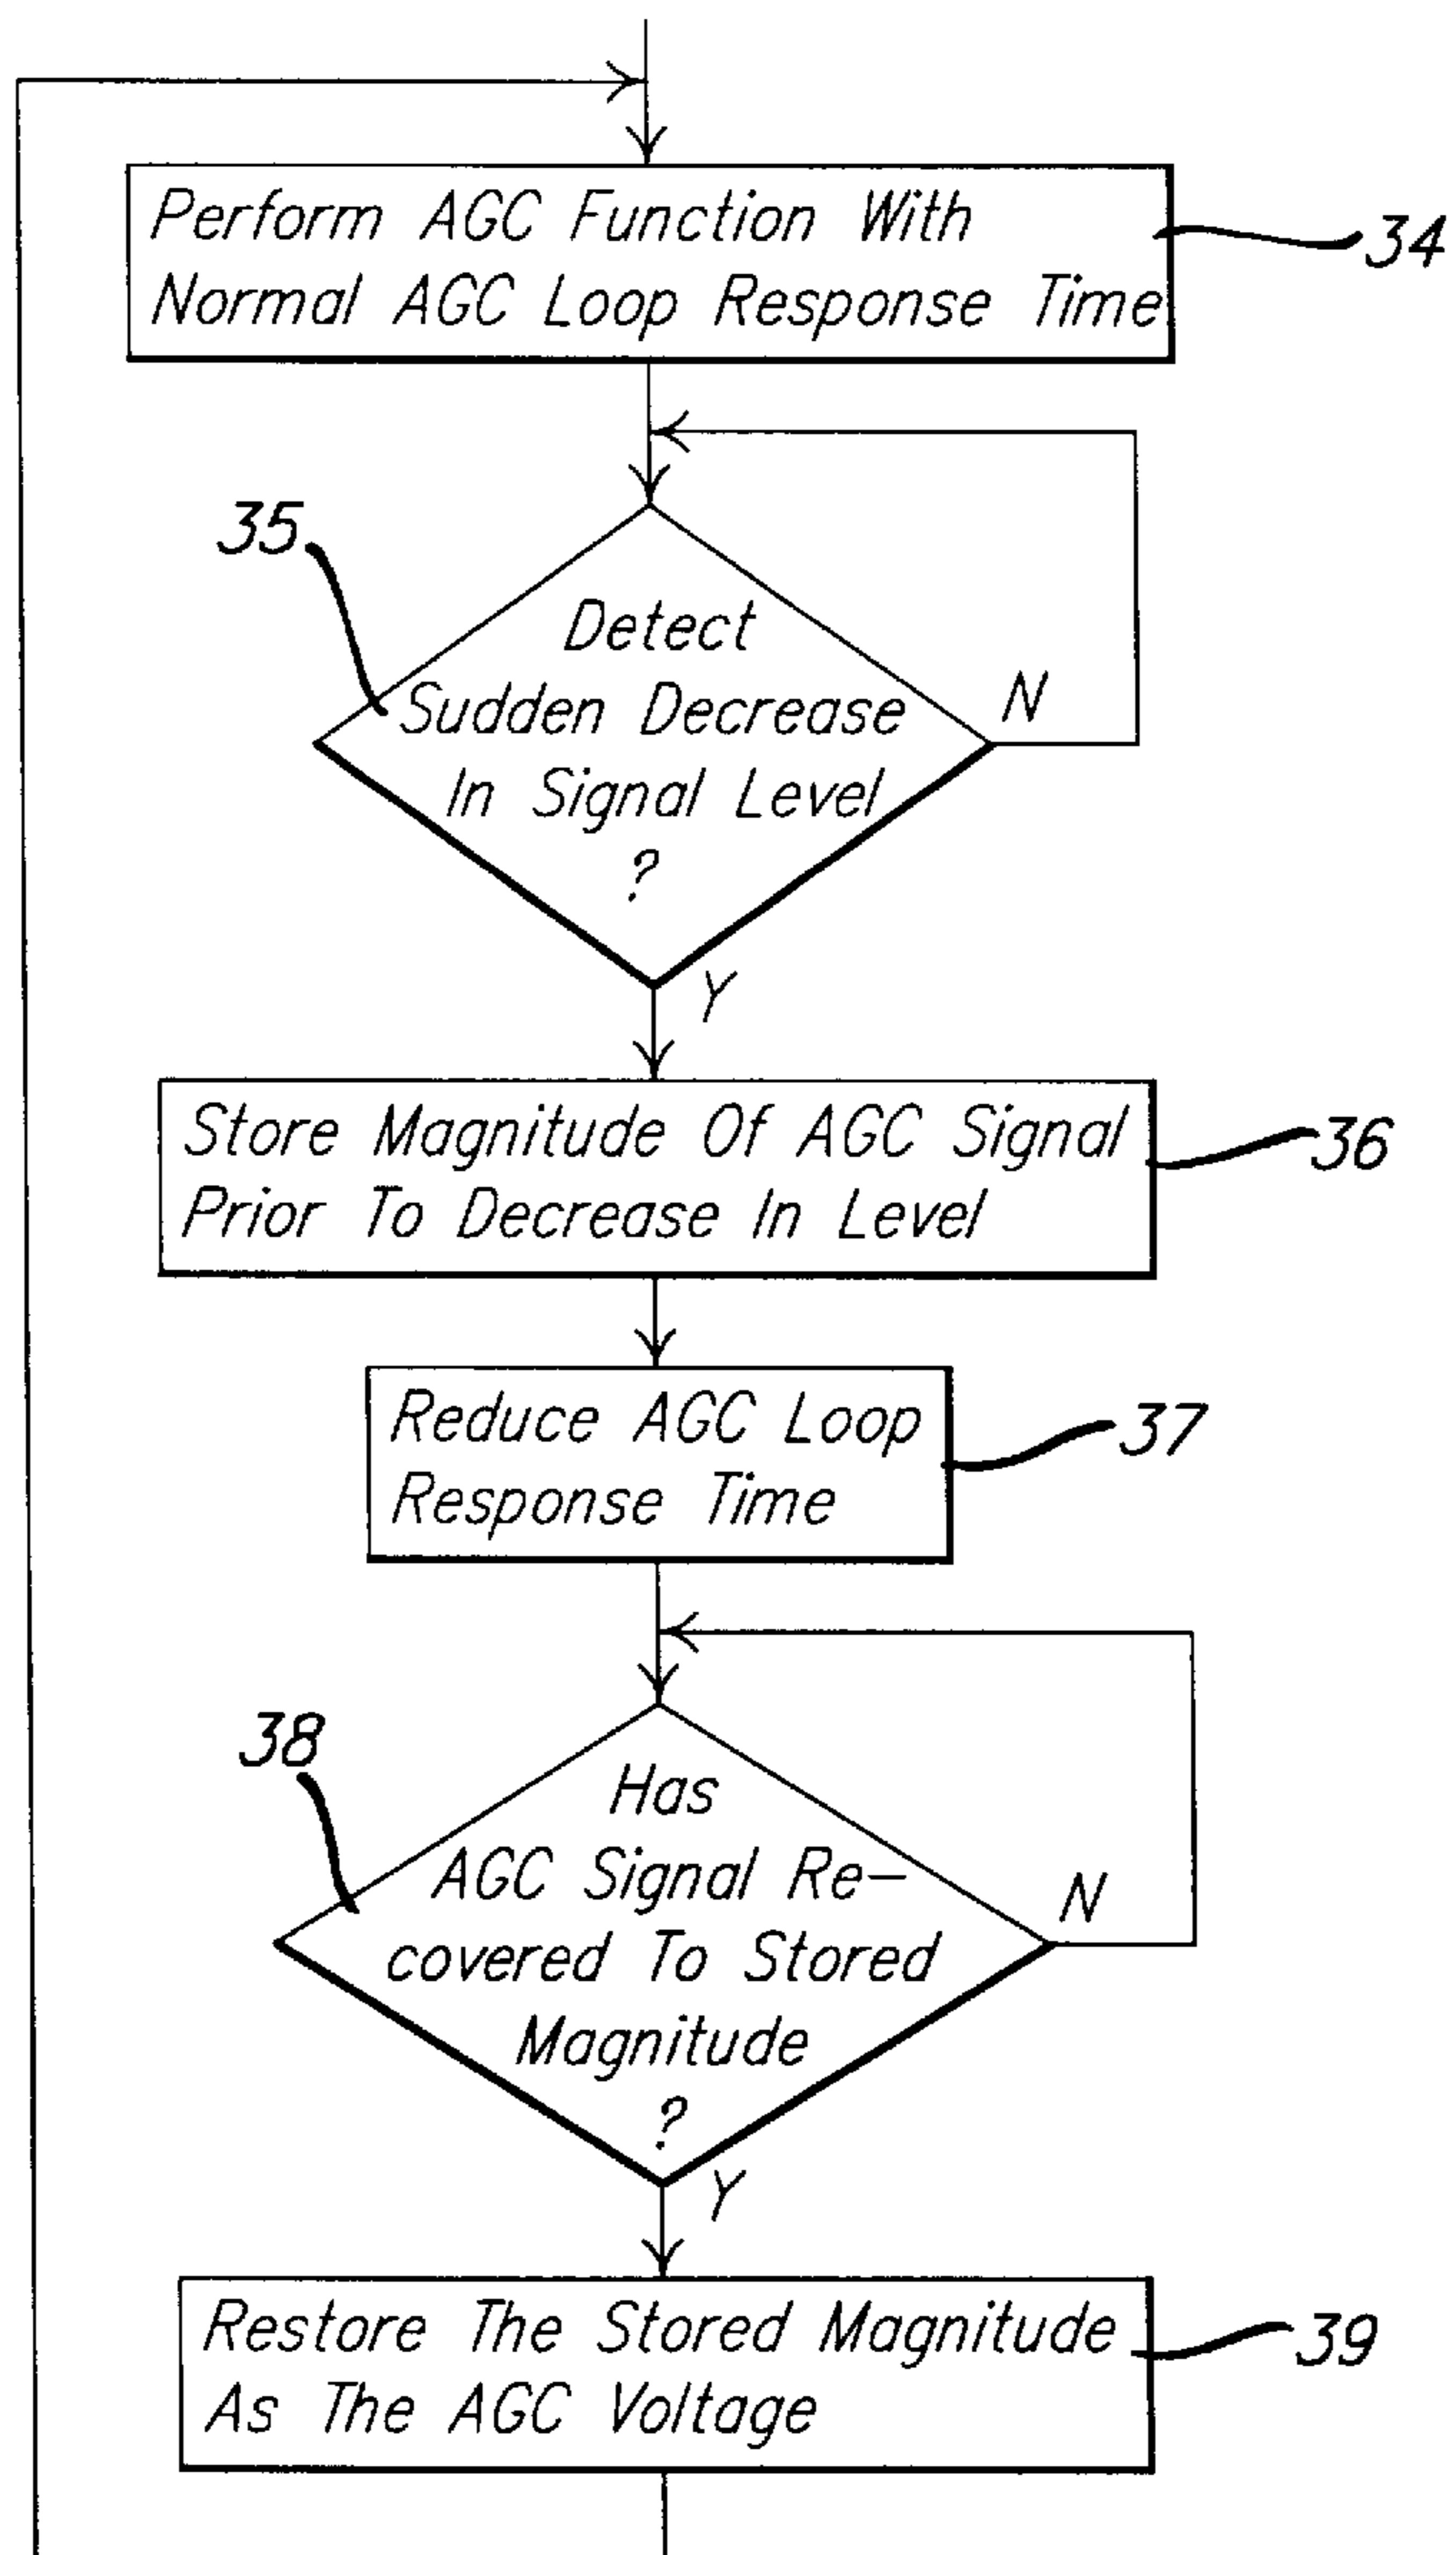 Perform AGC Function With
Normal AGC Loop Response Time
34
35
Detect
Sudden Decrease
In Signal Level
?
N
Y
Store Magnitude Of AGC Signal
Prior To Decrease In Level
36
Reduce AGC Loop
Response Time
37
38
Has
AGC Signal Re-
covered To Stored
Magnitude
?
N
Y
Restore The Stored Magnitude
As The AGC Voltage
39